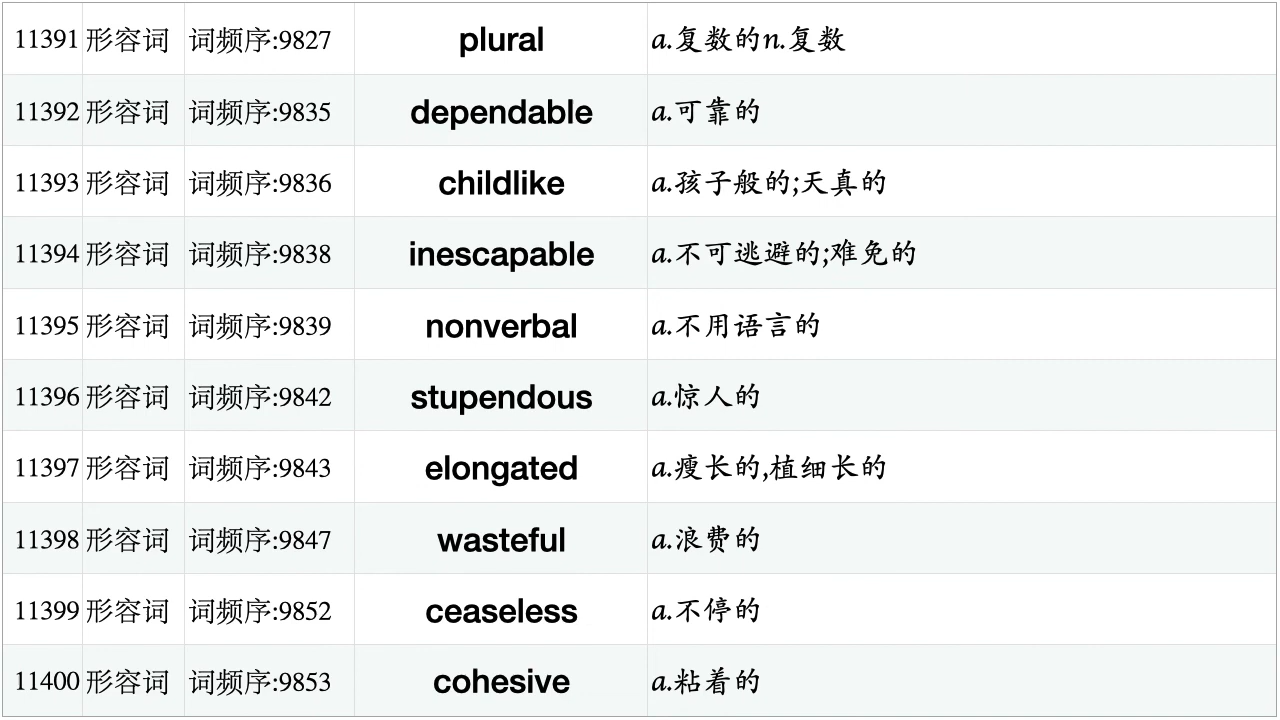 11391 形容词 词频序:9827 plural a.复数的n.复数
11392 形容词 词频序:9835 dependable a.可靠的
11393 形容词 词频序:9836 childlike a.孩子般的;天真的
11394 形容词 词频序:9838 inescapable a.不可逃避的;难免的
11395 形容词 词频序:9839 nonverbal a.不用语言的
11396 形容词 词频序:9842 stupendous a.惊人的
11397 形容词 词频序:9843 elongated a.瘦长的,植细长的
11398 形容词 词频序:9847 wasteful a.浪费的
11399 形容词 词频序:9852 ceaseless a.不停的
11400 形容词 词频序:9853 cohesive a.粘着的